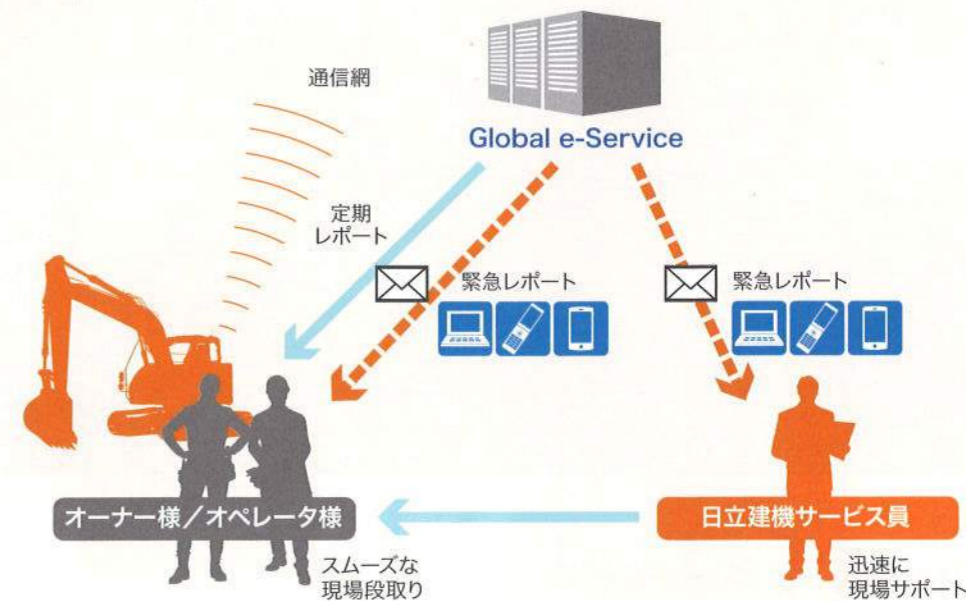 通信網
Global e-Service
定期
レポート
緊急レポート
緊急レポート
オーナー様／オペレータ様
日立建機サービス員
スムーズな
現場段取り
迅速に
現場サポート